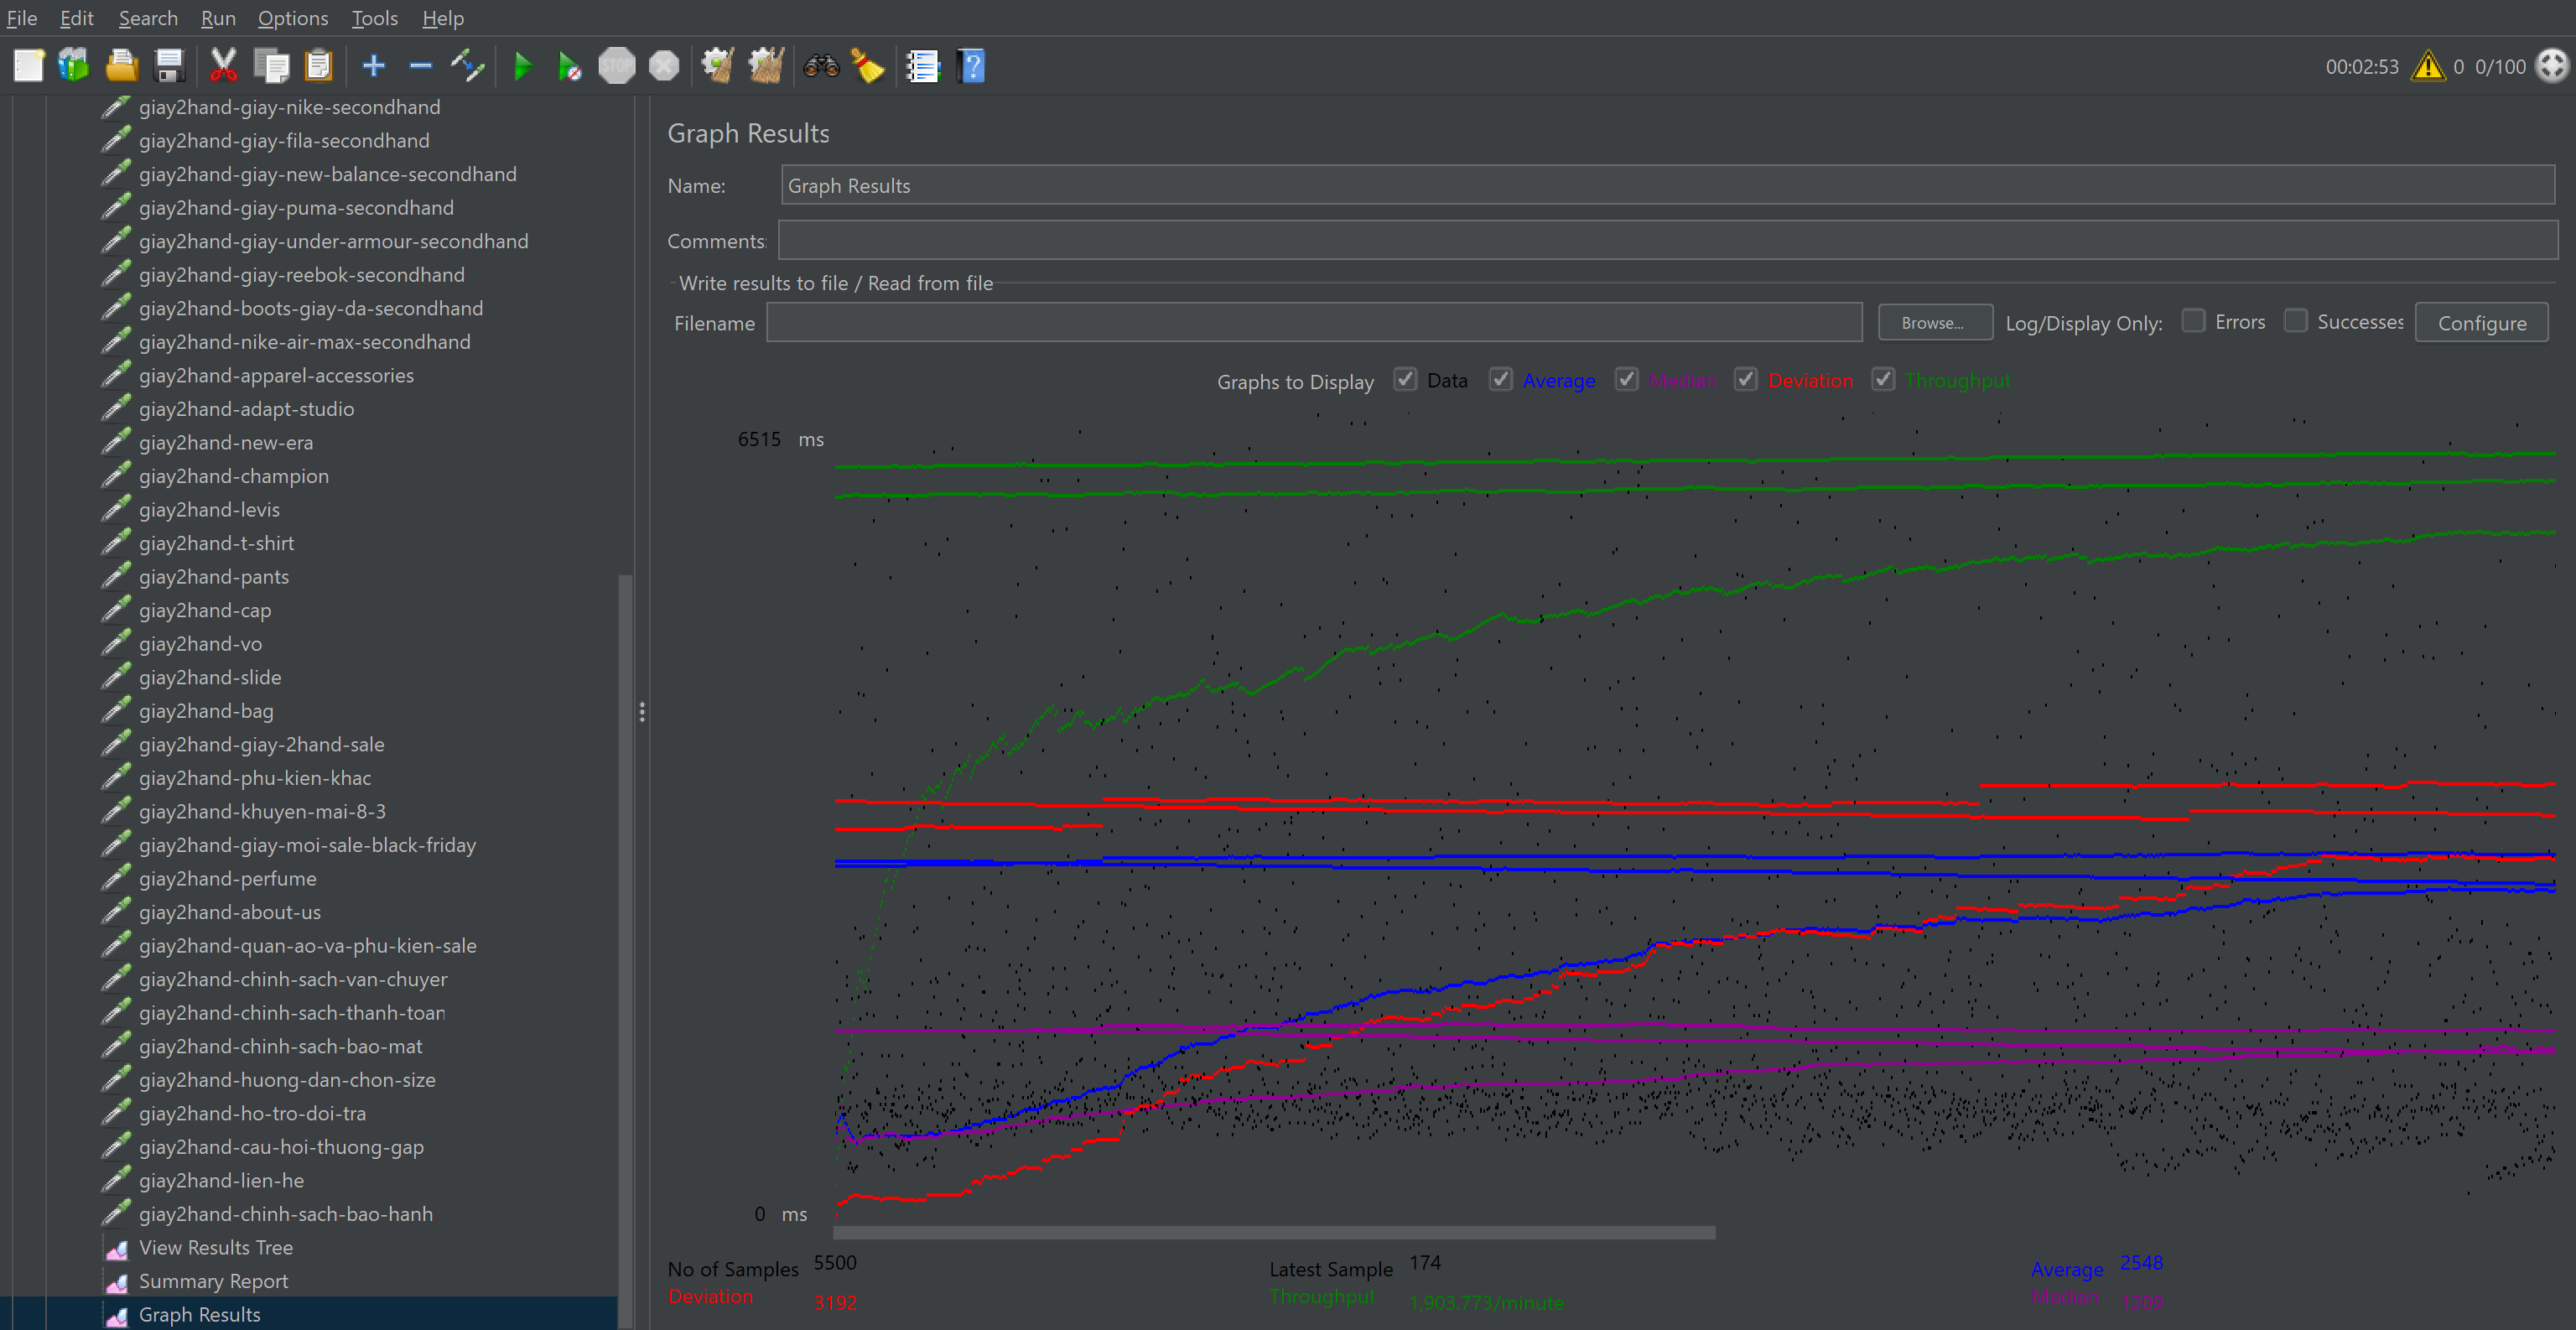 File Edit Search Run Options Tools Help
STOP
00:02:53 0 0/100
giay2hand-giay-nike-secondhand
giay2hand-giay-fila-secondhand
giay2hand-giay-new-balance-secondhand
giay2hand-giay-puma-secondhand
giay2hand-giay-under-armour-secondhand
giay2hand-giay-reebok-secondhand
giay2hand-boots-giay-da-secondhand
giay2hand-nike-air-max-secondhand
giay2hand-apparel-accessories
giay2hand-adapt-studio
giay2hand-new-era
giay2hand-champion
giay2hand-levis
giay2hand-t-shirt
giay2hand-pants
giay2hand-cap
giay2hand-vo
giay2hand-slide
giay2hand-bag
giay2hand-giay-2hand-sale
giay2hand-phu-kien-khac
giay2hand-khuyen-mai-8-3
giay2hand-giay-moi-sale-black-friday
giay2hand-perfume
giay2hand-about-us
giay2hand-quan-ao-va-phu-kien-sale
giay2hand-chinh-sach-van-chuyer
giay2hand-chinh-sach-thanh-toan
giay2hand-chinh-sach-bao-mat
giay2hand-huong-dan-chon-size
giay2hand-ho-tro-doi-tra
giay2hand-cau-hoi-thuong-gap
giay2hand-lien-he
giay2hand-chinh-sach-bao-hanh
View Results Tree
Summary Report
Graph Results
Graph Results
Name: Graph Results
Comments:
Write results to file / Read from file
Filename Browse... Log/Display Only: Errors Successes Configure
Graphs to Display Data Average Median Deviation Throughput
6515 ms
0 ms
No of Samples 5500 Latest Sample 174 Average 2548
Deviation 3192 Throughput 1,903.773/minute Median 1209